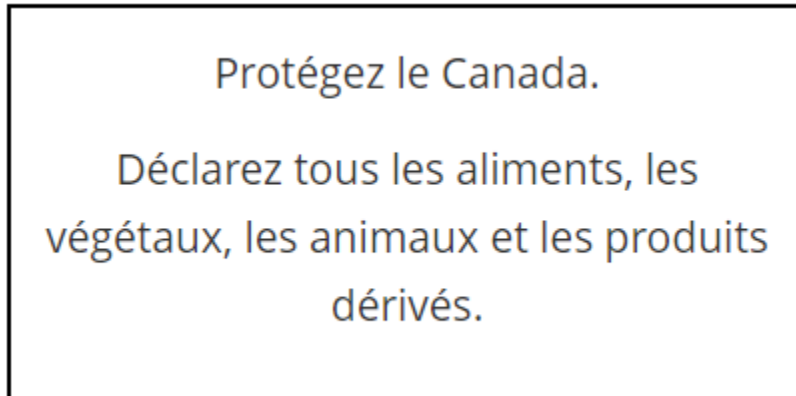 Protégez le Canada.
Déclarez tous les aliments, les
végétaux, les animaux et les produits
dérivés.